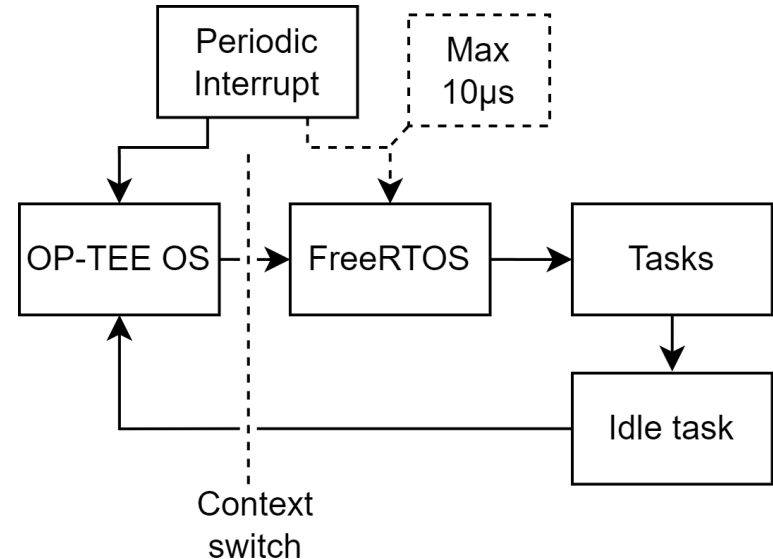 Periodic
Interrupt
Max
10µs
OP-TEE OS
FreeRTOS
Tasks
Idle task
Context
switch